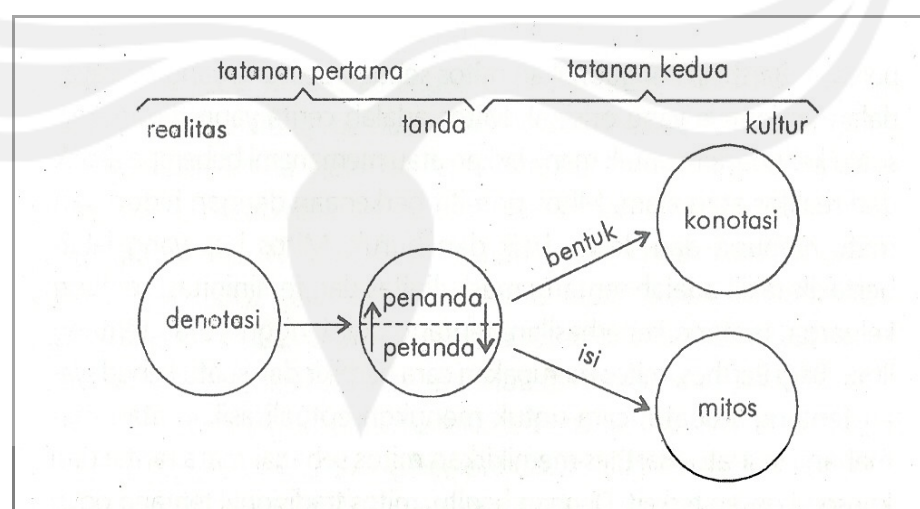 tatanan pertama
tatanan kedua
realitas
tanda
kultur
konotasi
bentuk
denotasi
penanda
petanda
isi
mitos